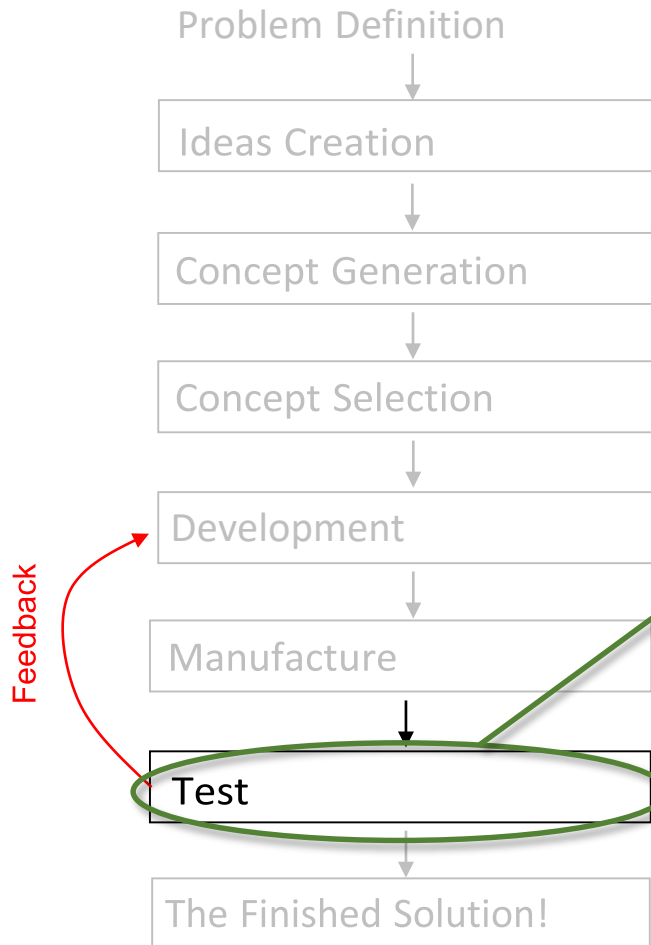 Problem Definition
Ideas Creation
Concept Generation
Concept Selection
Development
Feedback
Manufacture
Test
The Finished Solution!